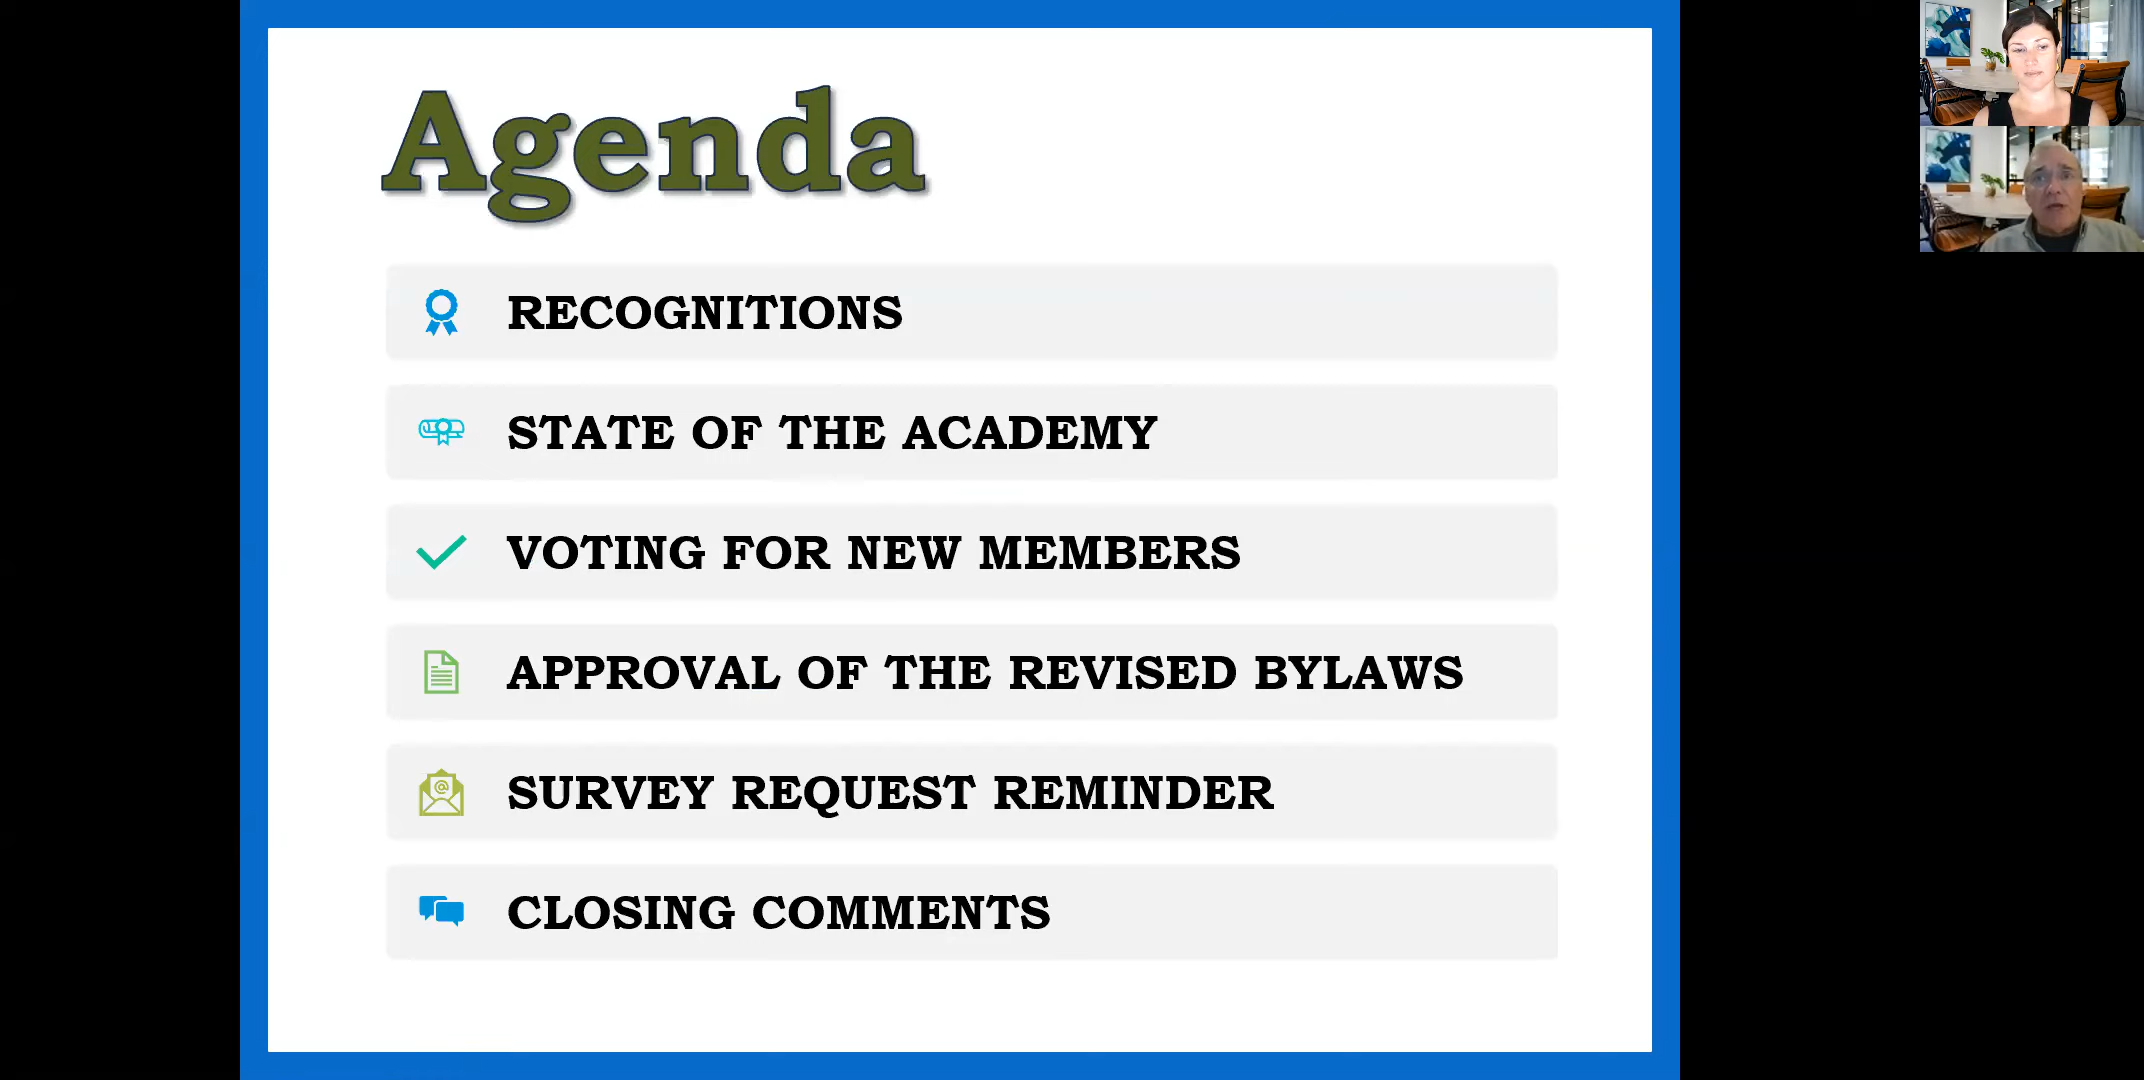 Agenda
RECOGNITIONS
STATE OF THE ACADEMY
VOTING FOR NEW MEMBERS
APPROVAL OF THE REVISED BYLAWS
SURVEY REQUEST REMINDER
CLOSING COMMENTS